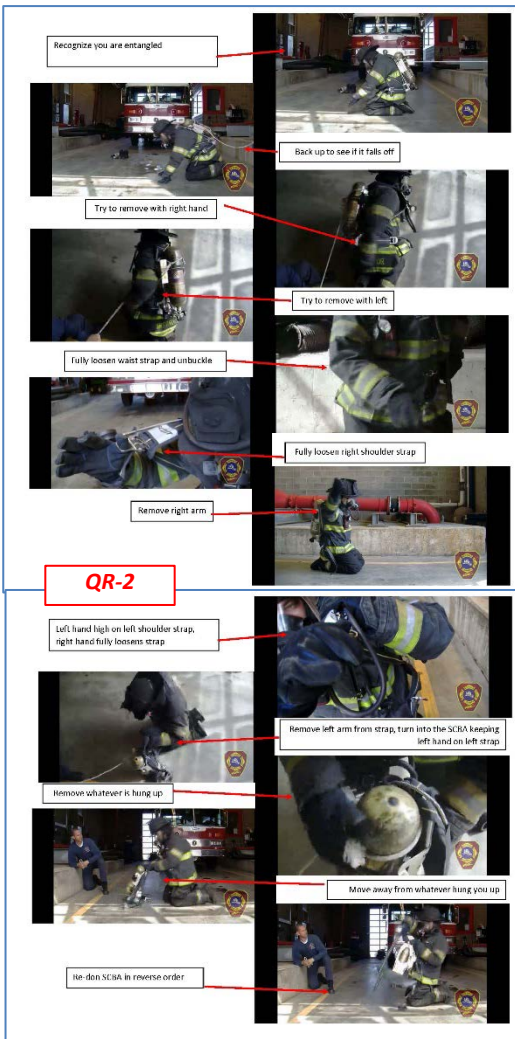 Recognize you are entangled
Back up to see if it falls off
Try to remove with right hand
Try to remove with left
Fully loosen waist strap and unbuckle
Fully loosen right shoulder strap
Remove right arm
QR-2
Left hand high on left shoulder strap,
right hand fully loosens strap
Remove left arm from strap, turn into the SCBA keeping
left hand on left strap
Remove whatever is hung up
Move away from whatever hung you up
Re-don SCBA in reverse order